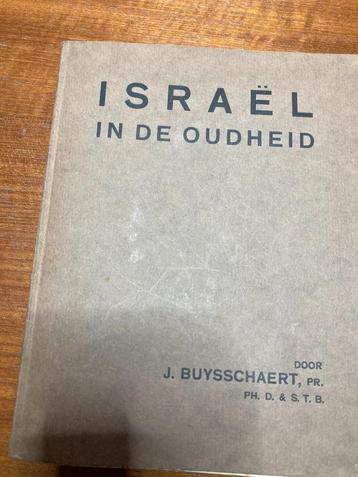 ISRAËL
IN DE OUDHEID
DOOR
J. BUYSSCHAERT, PR.
PH. D. & S. T. B.